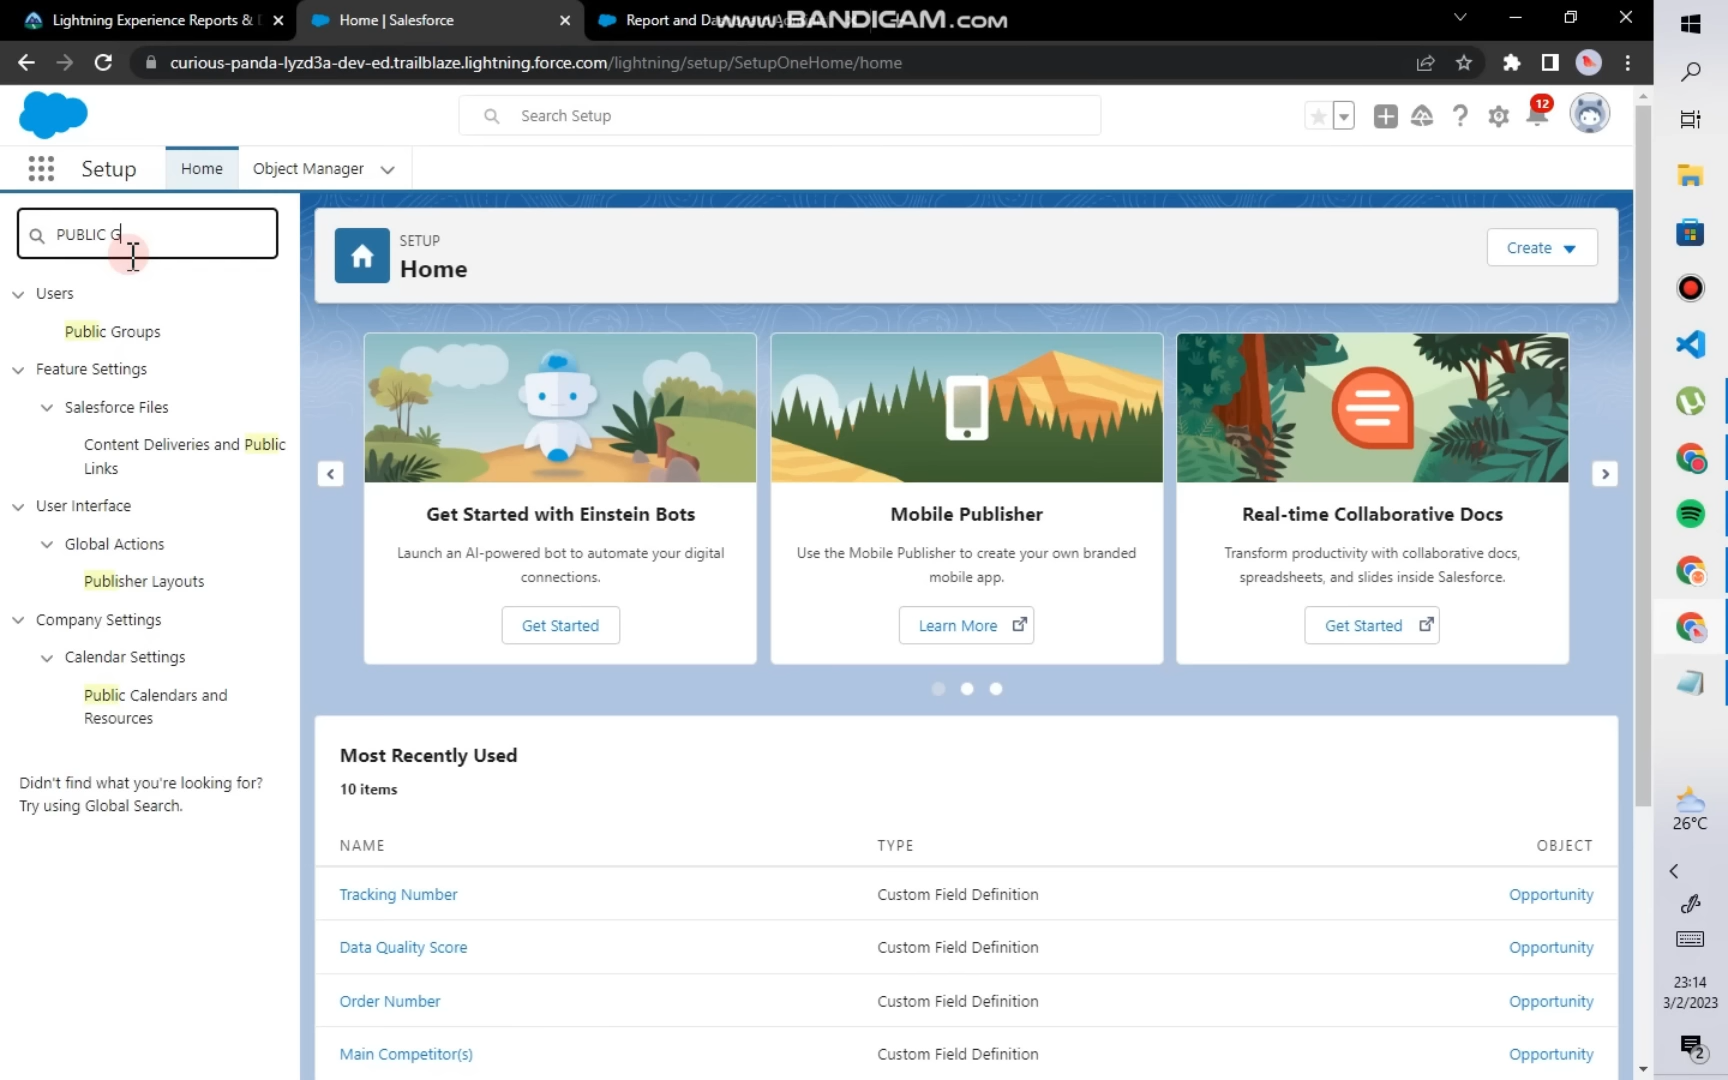 Lightning Experience Reports &
Home | Salesforce
Report and Da
www.BANDICAM.com
curious-panda-lyzd3a-dev-ed.trailblaze.lightning.force.com/lightning/setup/SetupOneHome/home
Search Setup
12
Setup
Home
Object Manager
PUBLIC G
Users
Public Groups
Feature Settings
Salesforce Files
Content Deliveries and Public
Links
User Interface
Global Actions
Publisher Layouts
Company Settings
Calendar Settings
Public Calendars and
Resources
Didn't find what you're looking for?
Try using Global Search.
SETUP
Home
Create
Get Started with Einstein Bots
Launch an AI-powered bot to automate your digital
connections.
Get Started
Mobile Publisher
Use the Mobile Publisher to create your own branded
mobile app.
Learn More
Real-time Collaborative Docs
Transform productivity with collaborative docs,
spreadsheets, and slides inside Salesforce.
Get Started
Most Recently Used
10 items
NAME TYPE OBJECT
Tracking Number Custom Field Definition Opportunity
Data Quality Score Custom Field Definition Opportunity
Order Number Custom Field Definition Opportunity
Main Competitor(s) Custom Field Definition Opportunity
26°C
23:14
3/2/2023
2